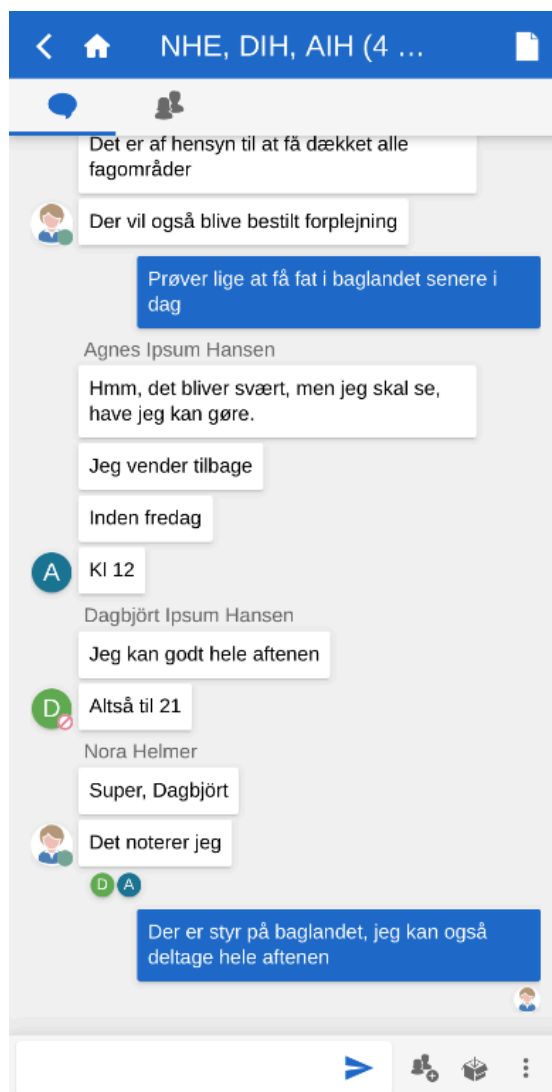 NHE, DIH, AIH (4 ...
Det er af hensyn til at få dækket alle
fagområder
Der vil også blive bestilt forplejning
Prøver lige at få fat i baglandet senere i
dag
Agnes Ipsum Hansen
Hmm, det bliver svært, men jeg skal se,
have jeg kan gøre.
Jeg vender tilbage
Inden fredag
A
Kl 12
Dagbjört Ipsum Hansen
Jeg kan godt hele aftenen
D
Altså til 21
Nora Helmer
Super, Dagbjört
Det noterer jeg
D A
Der er styr på baglandet, jeg kan også
deltage hele aftenen